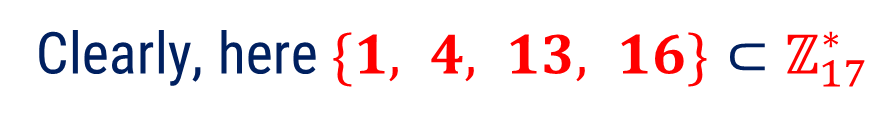 Clearly, here {1, 4, 13, 16} ⊂ ℤ*₁₇